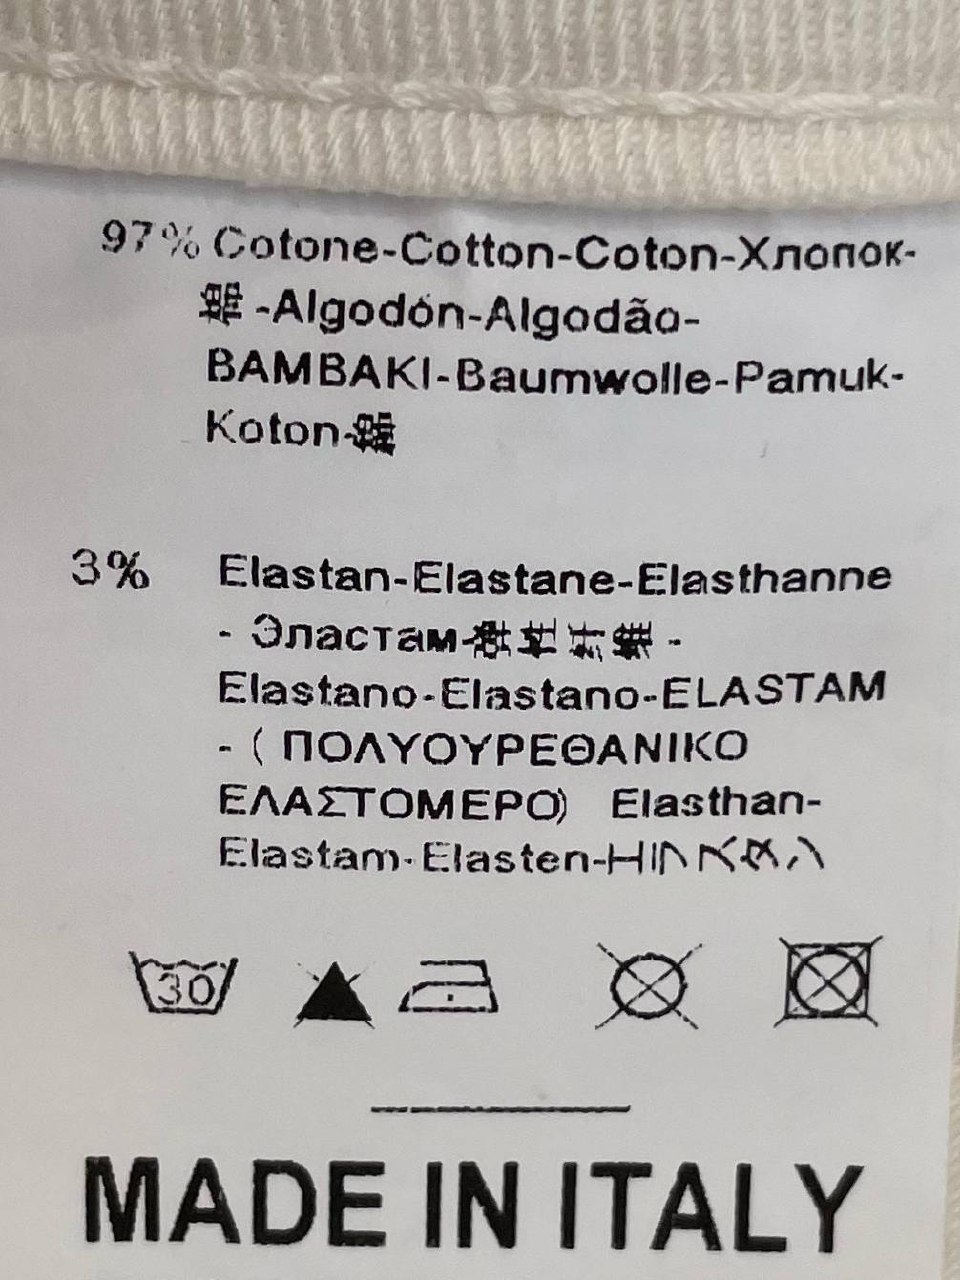 97% Cotone-Cotton-Coton-Хлопок-
-Algodón-Algodão-
BAMBAKI-Baumwolle-Pamuk-
Koton-
3% Elastan-Elastane-Elasthanne
- Эластам-
Elastano-Elastano-ELASTAM
- ( ΠΟΛΥΟΥΡΕΘΑΝΙΚΟ
ΕΛΑΣΤΟΜΕΡΟ) Elasthan-
Elastam-Elasten-
30
MADE IN ITALY